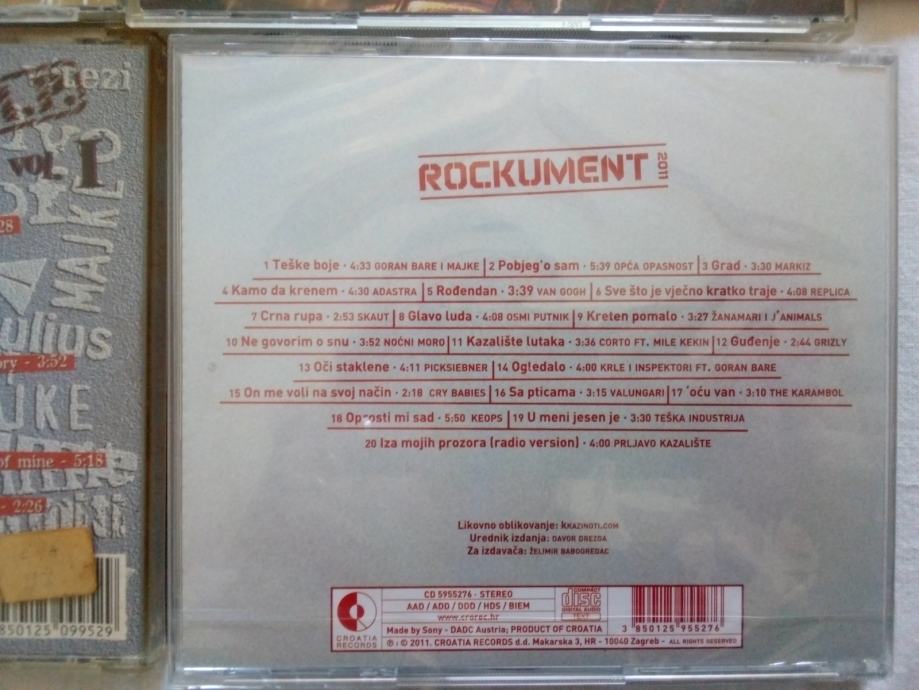 vitezi
VOL. 1
MAJKE
28
ulius
ory - 3:52
JKE
of mine - 5:18
- 2:26
850125 099529
ROCKUMENT 2011
1 Teške boje · 4:33 GORAN BARE I MAJKE 2 Pobjeg'o sam · 5:39 OPĆA OPASNOST 3 Grad · 3:30 MARKIZ
4 Kamo da krenem · 4:30 ADASTRA 5 Rođendan · 3:39 VAN GOGH 6 Sve što je vječno kratko traje · 4:08 REPLICA
7 Crna rupa · 2:53 SKAUT 8 Glavo luda · 4:08 OSMI PUTNIK 9 Kreten pomalo · 3:27 ŽANAMARI I J'ANIMALS
10 Ne govorim o snu · 3:52 NOĆNI MORO 11 Kazalište lutaka · 3:36 CORTO FT. MILE KEKIN 12 Guđenje · 2:44 GRIZLY
13 Oči staklene · 4:11 PICKSIEBNER 14 Ogledalo · 4:00 KRLE I INSPEKTORI FT. GORAN BARE
15 On me voli na svoj način · 2:18 CRY BABIES 16 Sa pticama · 3:15 VALUNGARI 17 'oću van · 3:10 THE KARAMBOL
18 Oprosti mi sad · 5:50 KEOPS 19 U meni jesen je · 3:30 TEŠKA INDUSTRIJA
20 Iza mojih prozora (radio version) · 4:00 PRLJAVO KAZALIŠTE
Likovno oblikovanje: KKAZINOTI.COM
Urednik izdanja: DAVOR DREZGA
Za izdavača: ŽELIMIR BABOGREDAC
CROATIA RECORDS
CD 5955276 · STEREO
AAD / ADD / DDD / HDS / BIEM
www.crorec.hr
COMPACT disc DIGITAL AUDIO TEXT
Made by Sony - DADC Austria; PRODUCT OF CROATIA
3 850125 955276
℗ i © 2011. CROATIA RECORDS d.d. Makarska 3, HR - 10040 Zagreb - ALL RIGHTS RESERVED